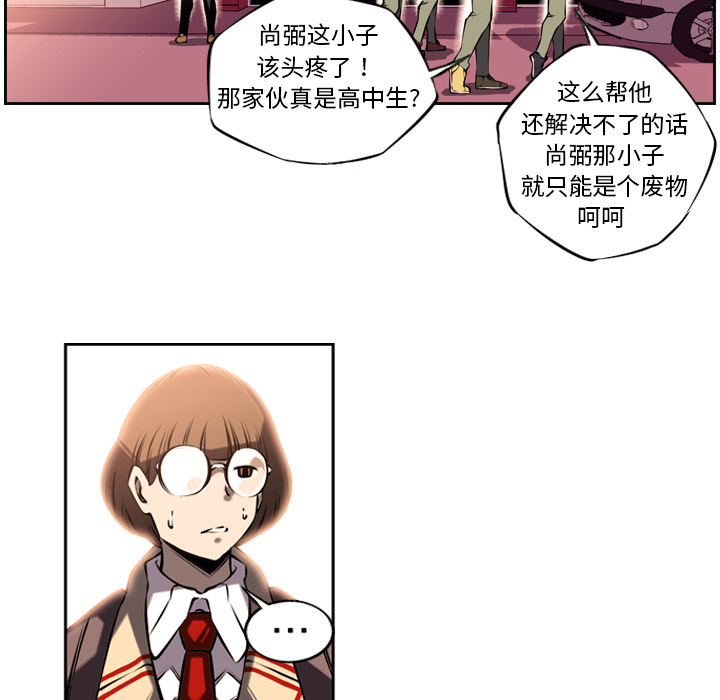 尚弼这小子
该头疼了！
那家伙真是高中生?
这么帮他
还解决不了的话
尚弼那小子
就只能是个废物
呵呵
...